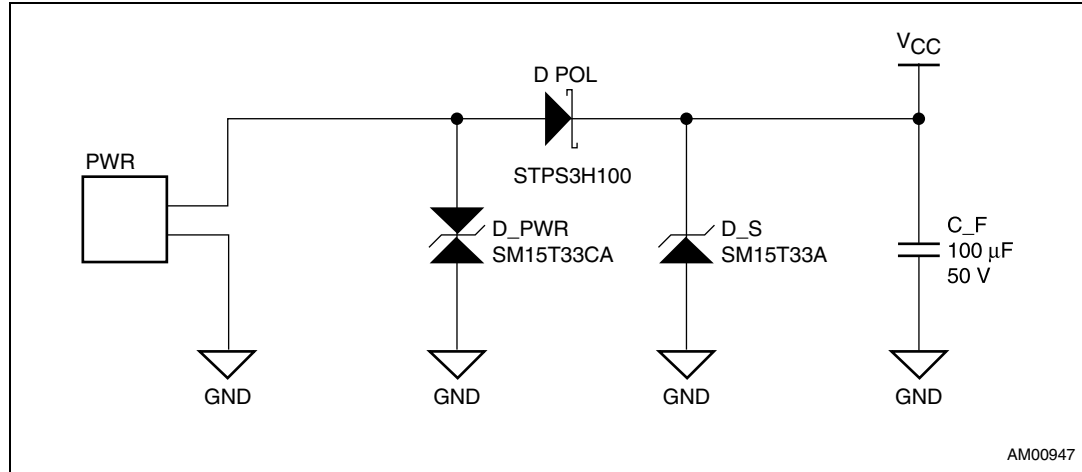 V_CC
D POL
PWR
STPS3H100
D_PWR
SM15T33CA
D_S
SM15T33A
C_F
100 μF
50 V
GND
GND
GND
GND
AM00947